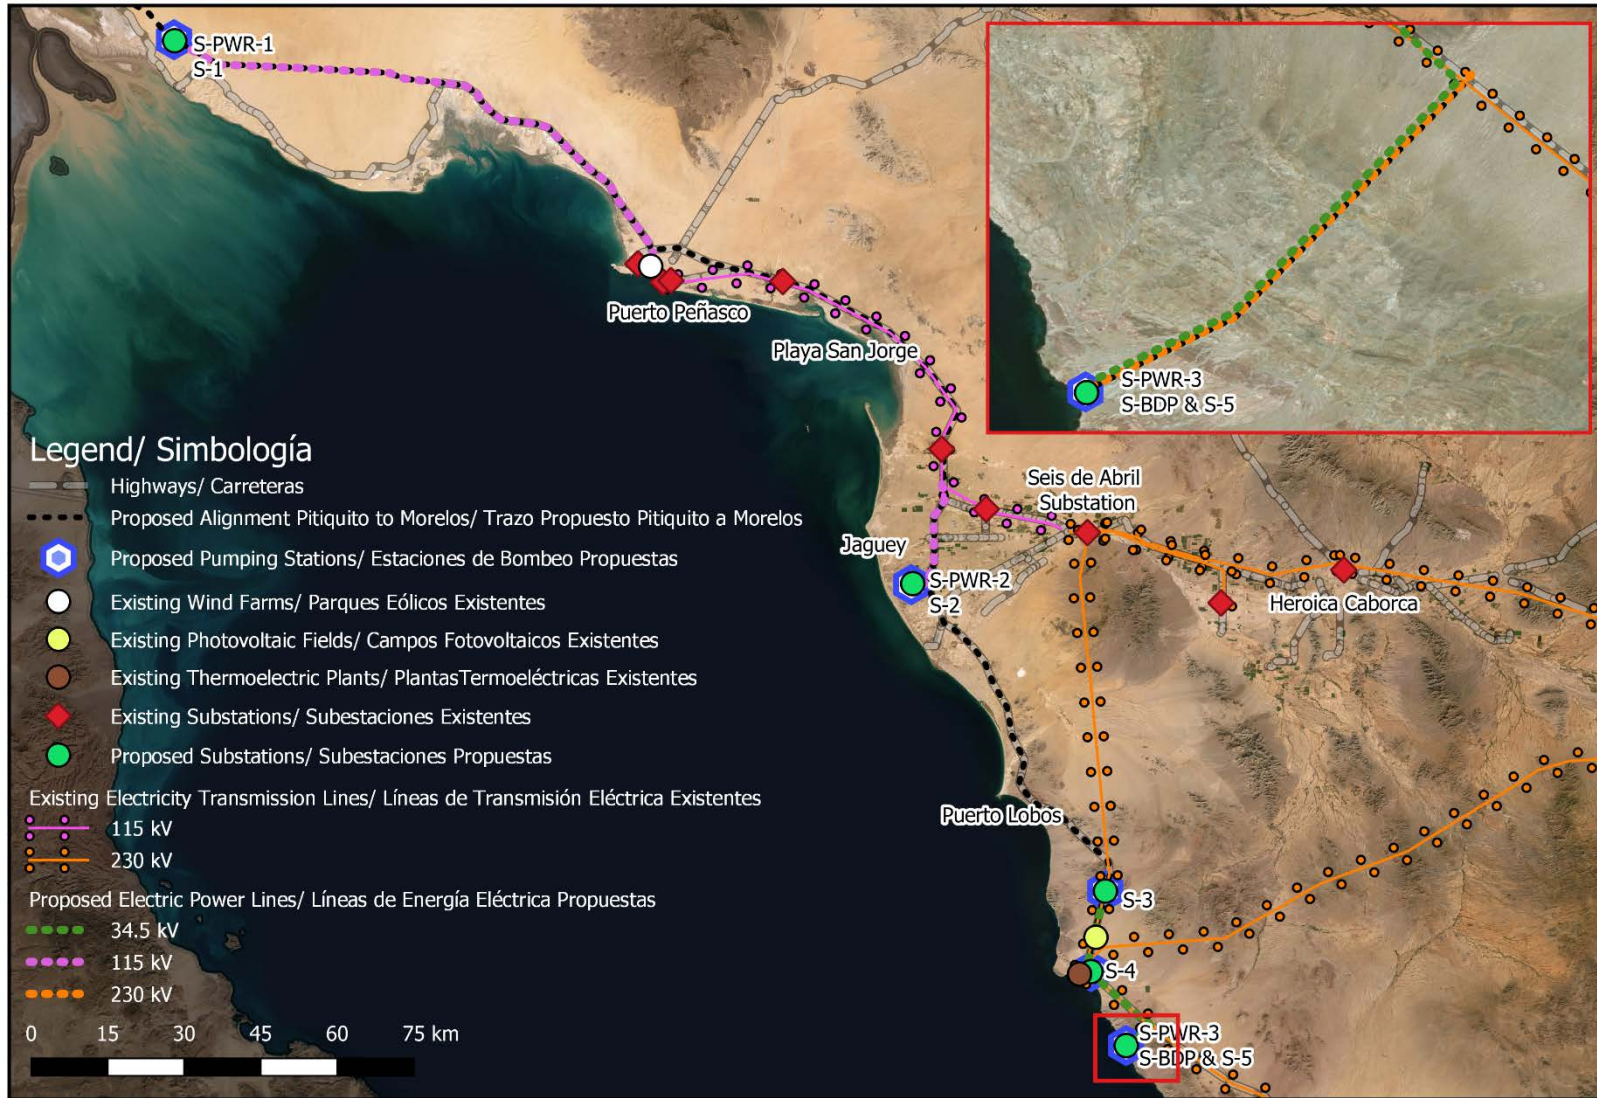 S-PWR-1
S-1
S-PWR-3
S-BDP & S-5
Puerto Peñasco
Playa San Jorge
Legend/ Simbología
Highways/ Carreteras
Proposed Alignment Pitiquito to Morelos/ Trazo Propuesto Pitiquito a Morelos
Proposed Pumping Stations/ Estaciones de Bombeo Propuestas
Existing Wind Farms/ Parques Eólicos Existentes
Existing Photovoltaic Fields/ Campos Fotovoltaicos Existentes
Existing Thermoelectric Plants/ PlantasTermoeléctricas Existentes
Existing Substations/ Subestaciones Existentes
Proposed Substations/ Subestaciones Propuestas
Existing Electricity Transmission Lines/ Líneas de Transmisión Eléctrica Existentes
115 kV
230 kV
Proposed Electric Power Lines/ Líneas de Energía Eléctrica Propuestas
34.5 kV
115 kV
230 kV
0 15 30 45 60 75 km
Seis de Abril
Substation
Jaguey
S-PWR-2
S-2
Heroica Caborca
Puerto Lobos
S-3
S-4
S-PWR-3
S-BDP & S-5